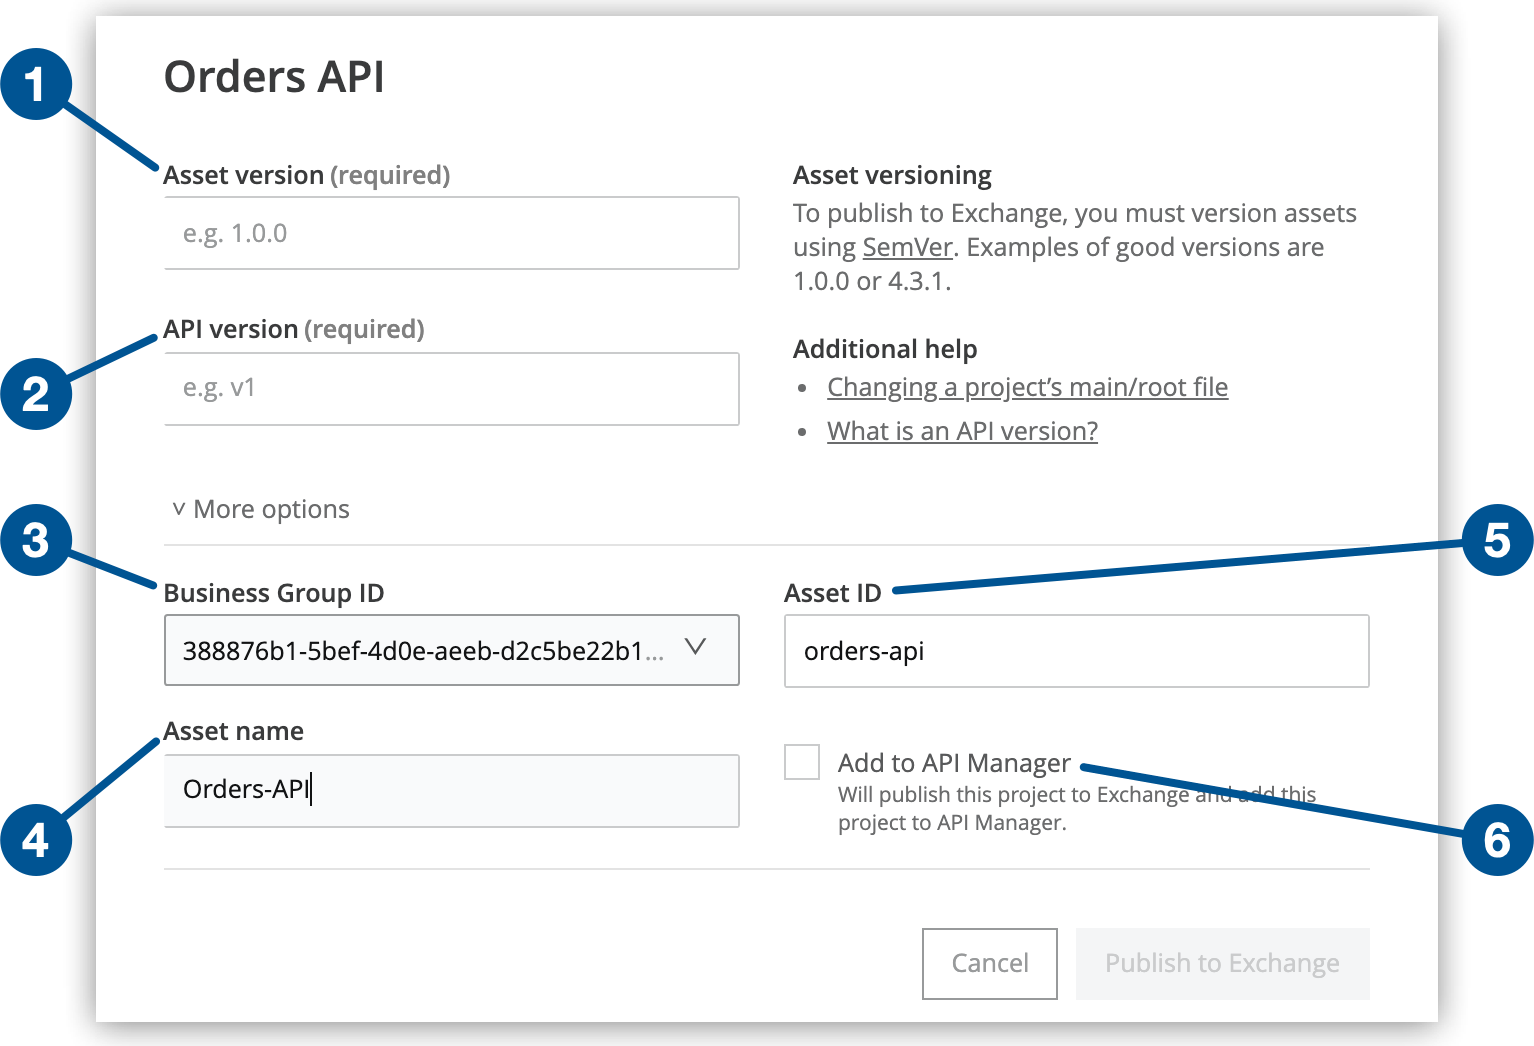 Orders API
1
Asset version (required)
e.g. 1.0.0
Asset versioning
To publish to Exchange, you must version assets
using SemVer. Examples of good versions are
1.0.0 or 4.3.1.
2
API version (required)
e.g. v1
Additional help
• Changing a project's main/root file
• What is an API version?
v More options
3
Business Group ID
388876b1-5bef-4d0e-aeeb-d2c5be22b1...
5
Asset ID
orders-api
4
Asset name
Orders-API
6
Add to API Manager
Will publish this project to Exchange and add this
project to API Manager.
Cancel
Publish to Exchange